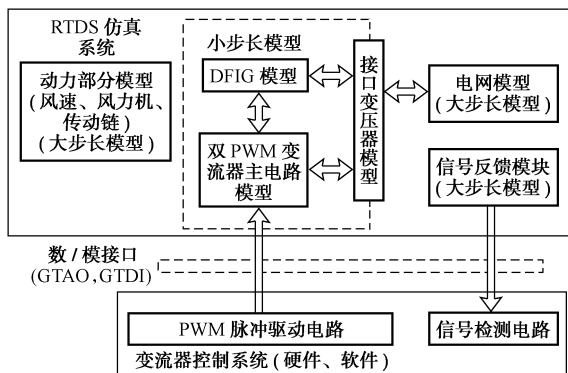 RTDS 仿真
系统
动力部分模型
(风速、风力机、
传动链)
(大步长模型)
小步长模型
DFIG 模型
双 PWM 变
流器主电路
模型
接口变压器模型
电网模型
(大步长模型)
信号反馈模块
(大步长模型)
数 / 模接口
(GTAO,GTDI)
PWM 脉冲驱动电路
信号检测电路
变流器控制系统(硬件、软件)